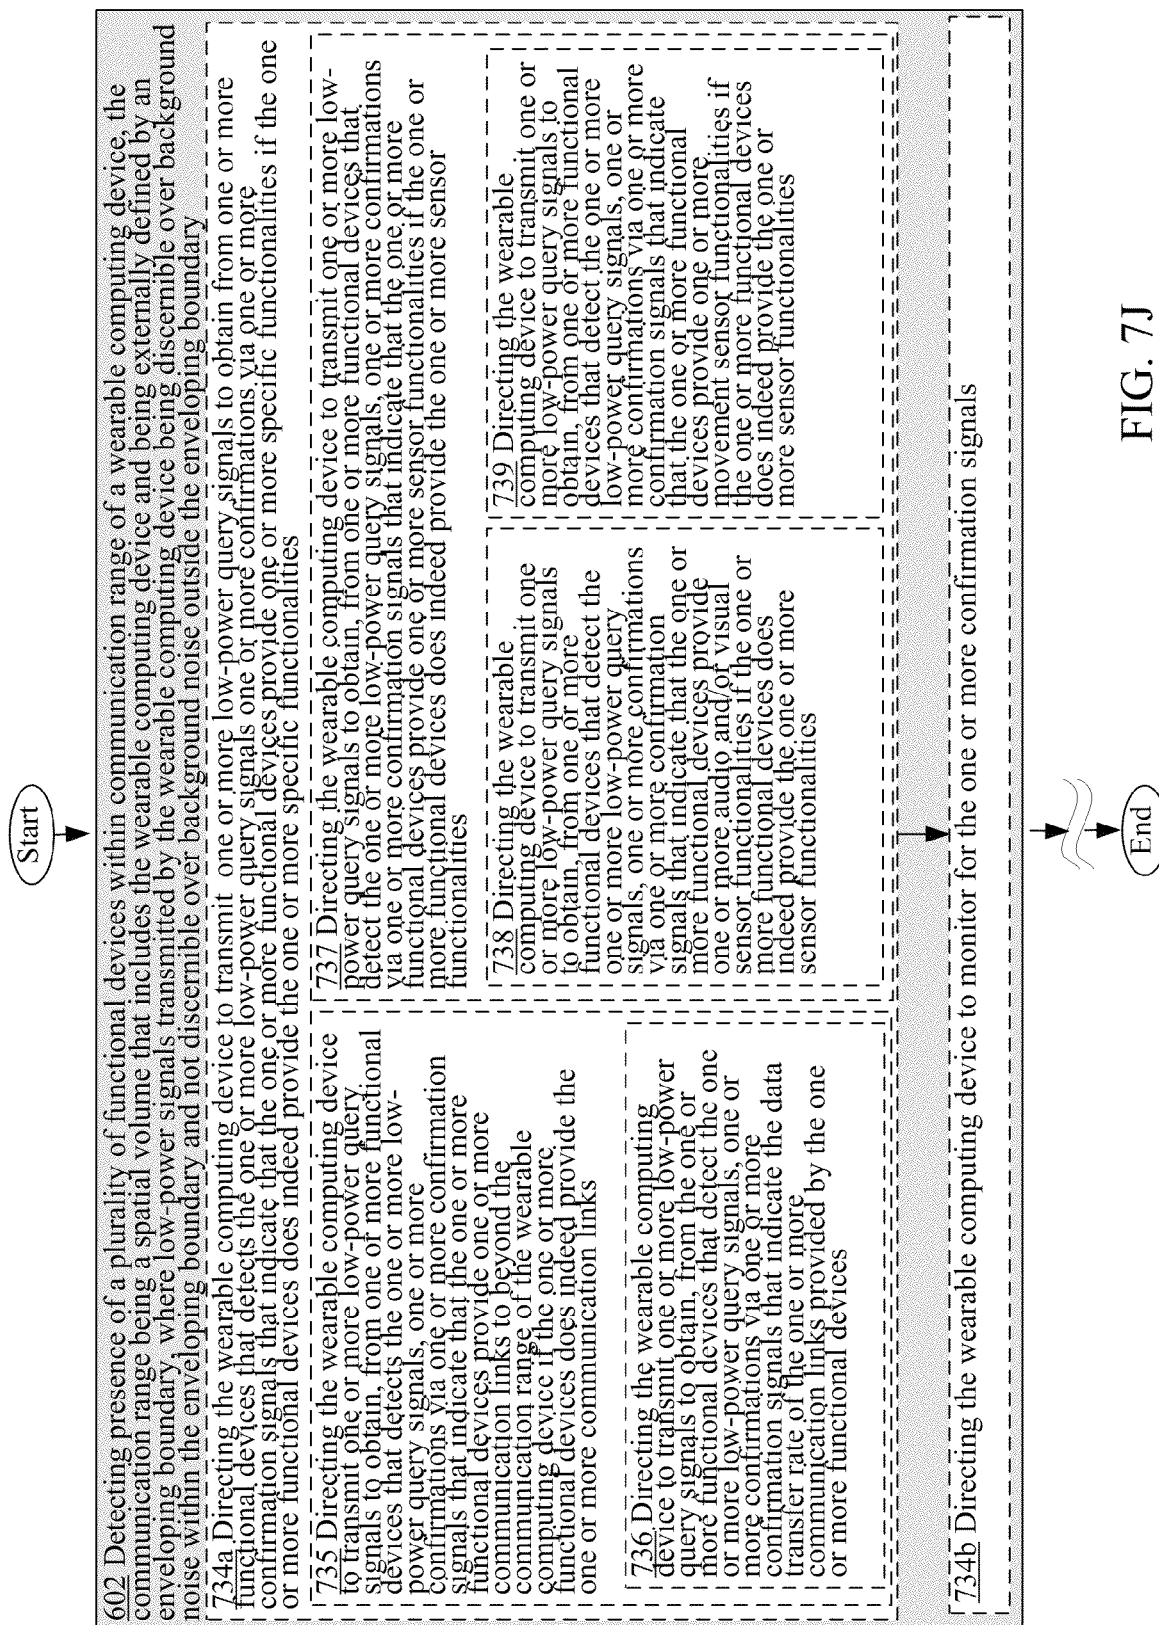 Start
602 Detecting presence of a plurality of functional devices within communication range of a wearable computing device, the
communication range being a spatial volume that includes the wearable computing device and being externally defined by an
enveloping boundary, where low-power signals transmitted by the wearable computing device being discernible over background
noise within the enveloping boundary and not discernible over background noise outside the enveloping boundary
734a Directing the wearable computing device to transmit one or more low-power query signals to obtain from one or more
functional devices that detects the one or more low-power query signals one or more confirmations via one or more
confirmation signals that indicate that the one or more functional devices provide one or more specific functionalities if the one
or more functional devices does indeed provide the one or more specific functionalities
735 Directing the wearable computing device
to transmit one or more low-power query
signals to obtain, from one or more functional
devices that detects the one or more low-
power query signals, one or more
confirmations via one or more confirmation
signals that indicate that the one or more
functional devices provide one or more
communication links to beyond the
communication range of the wearable
computing device if the one or more
functional devices does indeed provide the
one or more communication links
736 Directing the wearable computing
device to transmit one or more low-power
query signals to obtain, from the one or
more functional devices that detect the one
or more low-power query signals, one or
more confirmations via one or more
confirmation signals that indicate the data
transfer rate of the one or more
communication links provided by the one
or more functional devices
737 Directing the wearable computing device to transmit one or more low-
power query signals to obtain, from one or more functional devices that
detect the one or more low-power query signals, one or more confirmations
via one or more confirmation signals that indicate that the one or more
functional devices provide one or more sensor functionalities if the one or
more functional devices does indeed provide the one or more sensor
functionalities
738 Directing the wearable
computing device to transmit one
or more low-power query signals
to obtain, from one or more
functional devices that detect the
one or more low-power query
signals, one or more confirmations
via one or more confirmation
signals that indicate that the one or
more functional devices provide
one or more audio and/or visual
sensor functionalities if the one or
more functional devices does
indeed provide the one or more
sensor functionalities
739 Directing the wearable
computing device to transmit one or
more low-power query signals to
obtain, from one or more functional
devices that detect the one or more
low-power query signals, one or
more confirmations via one or more
confirmation signals that indicate
that the one or more functional
devices provide one or more
movement sensor functionalities if
the one or more functional devices
does indeed provide the one or
more sensor functionalities
734b Directing the wearable computing device to monitor for the one or more confirmation signals
End
FIG. 7J